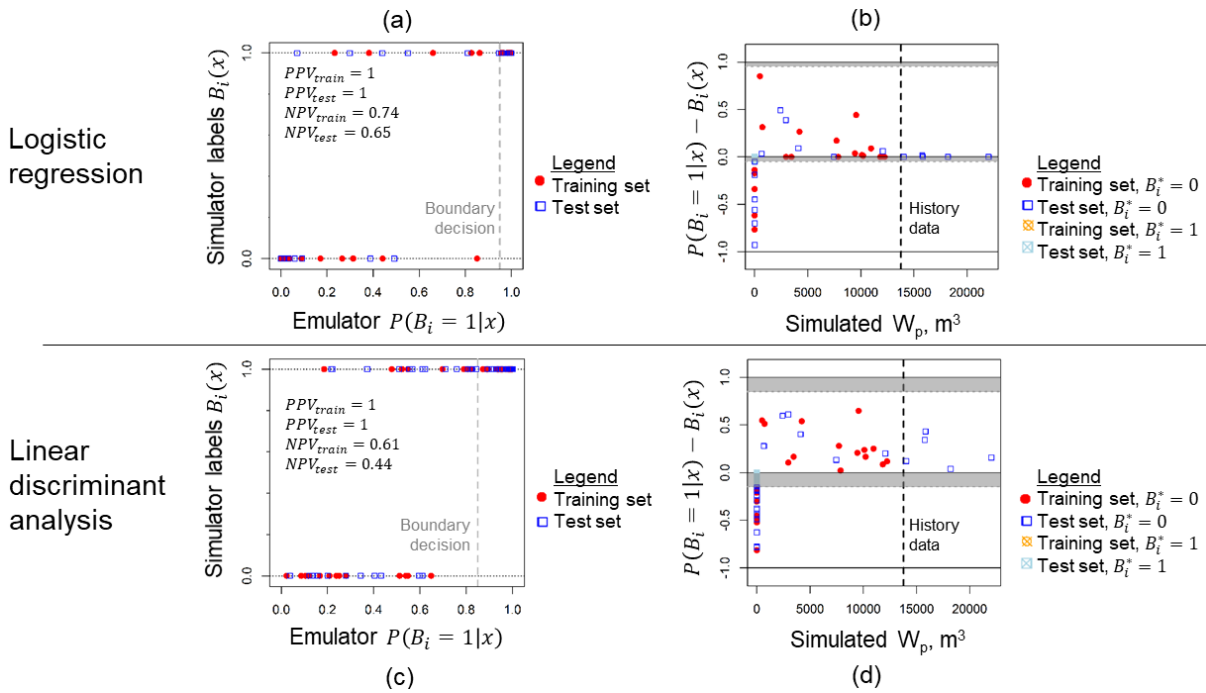 (a)
(b)
Logistic
regression
Simulator labels B_i(x)
1.0
0.0
PPV_train = 1
PPV_test = 1
NPV_train = 0.74
NPV_test = 0.65
Boundary
decision
0.0 0.2 0.4 0.6 0.8 1.0
Emulator P(B_i = 1|x)
Legend
Training set
Test set
P(B_i = 1|x) − B_i(x)
1.0
0.5
0.0
-0.5
-1.0
History
data
0 5000 10000 15000 20000
Simulated W_p, m³
Legend
Training set, B_i^* = 0
Test set, B_i^* = 0
Training set, B_i^* = 1
Test set, B_i^* = 1
Linear
discriminant
analysis
Simulator labels B_i(x)
1.0
0.0
PPV_train = 1
PPV_test = 1
NPV_train = 0.61
NPV_test = 0.44
Boundary
decision
0.0 0.2 0.4 0.6 0.8 1.0
Emulator P(B_i = 1|x)
Legend
Training set
Test set
P(B_i = 1|x) − B_i(x)
1.0
0.5
0.0
-0.5
-1.0
History
data
0 5000 10000 15000 20000
Simulated W_p, m³
Legend
Training set, B_i^* = 0
Test set, B_i^* = 0
Training set, B_i^* = 1
Test set, B_i^* = 1
(c)
(d)